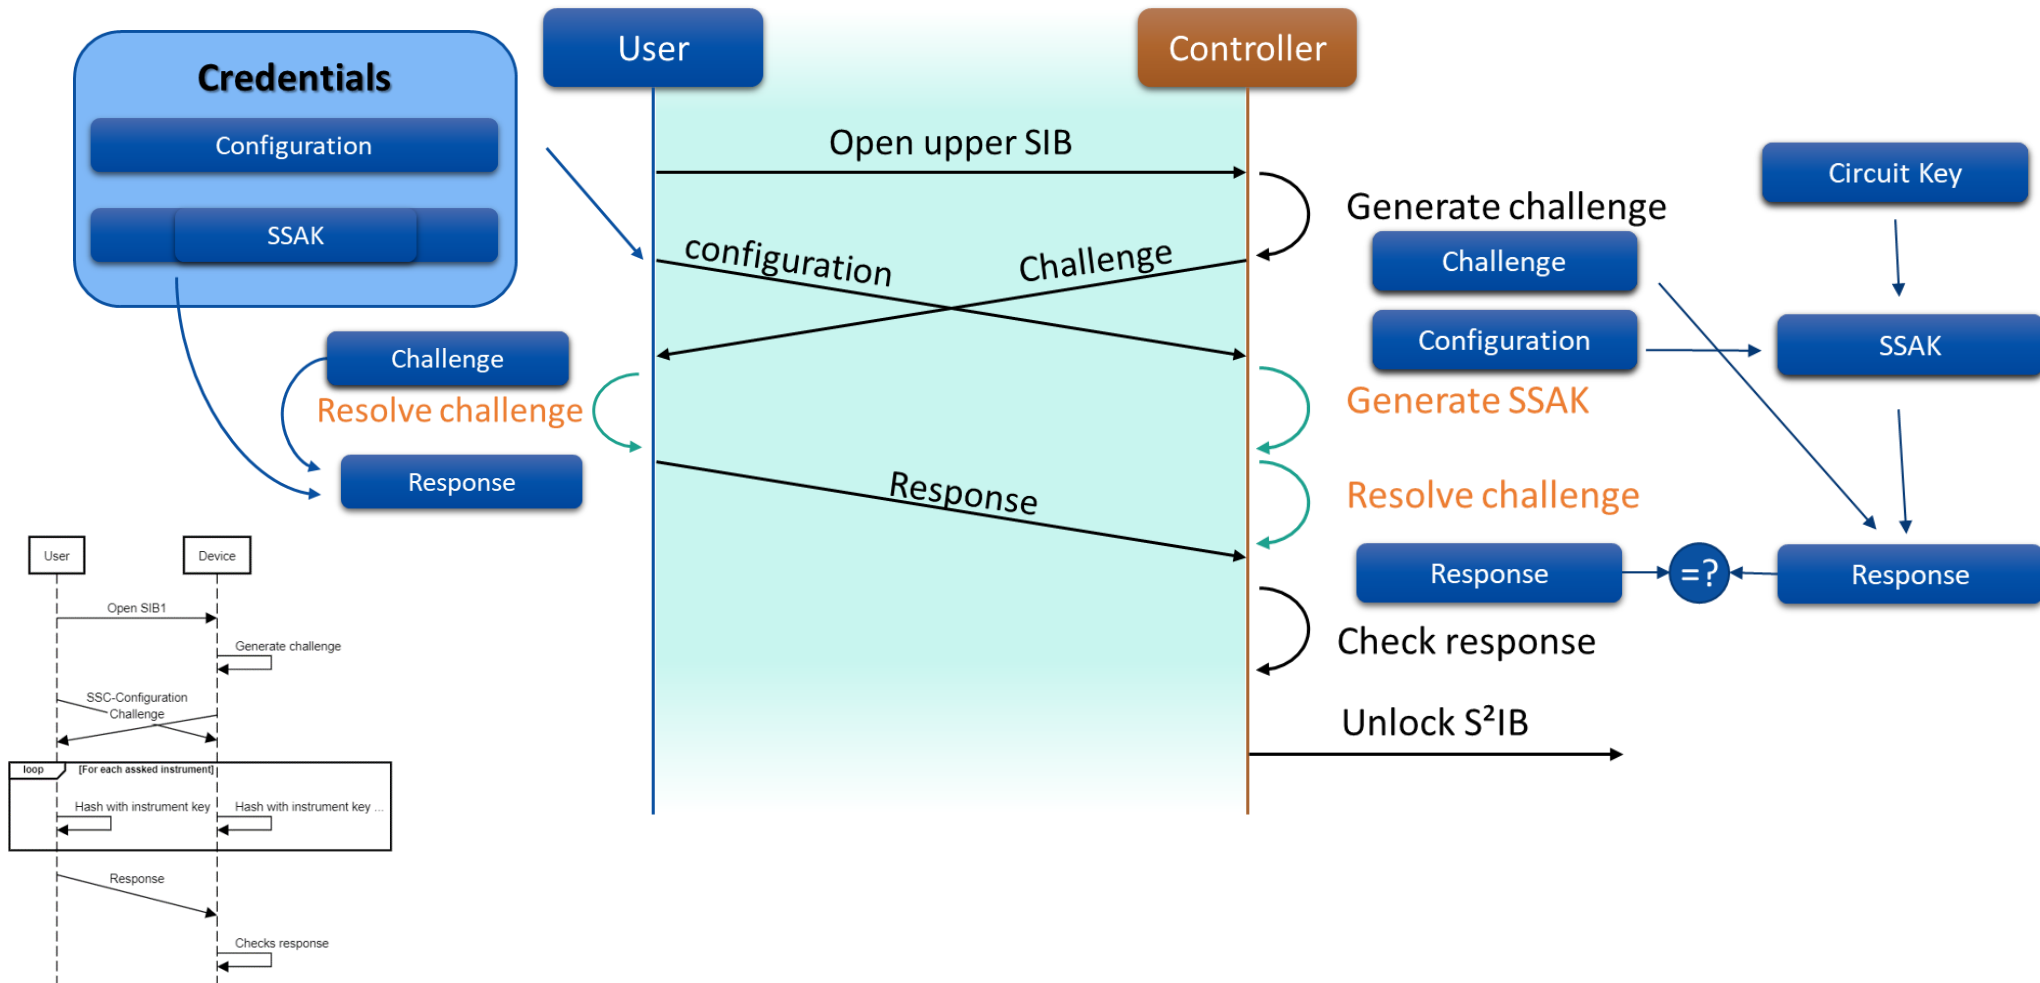 Credentials
Configuration
SSAK
User
Controller
Open upper SIB
Generate challenge
Circuit Key
configuration
Challenge
Challenge
Configuration
SSAK
Challenge
Resolve challenge
Generate SSAK
Response
Response
Resolve challenge
Response
=?
Response
Check response
Unlock S²IB
User
Device
Open SIB1
Generate challenge
SSC-Configuration
Challenge
loop
[For each assked instrument]
Hash with instrument key
Hash with instrument key ...
Response
Checks response